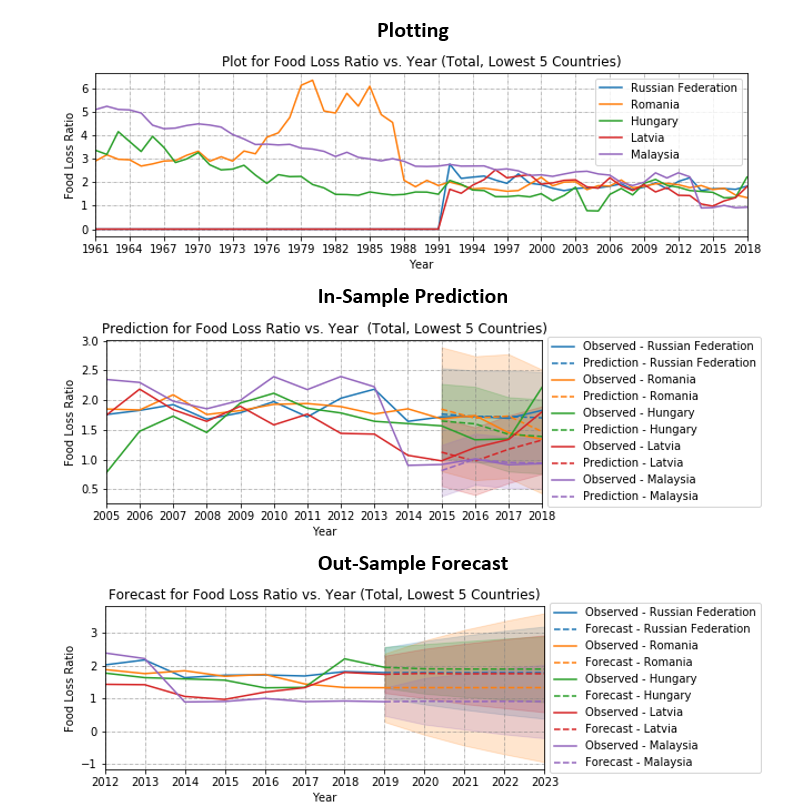 Plotting
Plot for Food Loss Ratio vs. Year (Total, Lowest 5 Countries)
Food Loss Ratio
6
5
4
3
2
1
0
Russian Federation
Romania
Hungary
Latvia
Malaysia
1961 1964 1967 1970 1973 1976 1979 1982 1985 1988 1991 1994 1997 2000 2003 2006 2009 2012 2015 2018
Year
In-Sample Prediction
Prediction for Food Loss Ratio vs. Year (Total, Lowest 5 Countries)
Food Loss Ratio
3.0
2.5
2.0
1.5
1.0
0.5
Observed - Russian Federation
Prediction - Russian Federation
Observed - Romania
Prediction - Romania
Observed - Hungary
Prediction - Hungary
Observed - Latvia
Prediction - Latvia
Observed - Malaysia
Prediction - Malaysia
2005 2006 2007 2008 2009 2010 2011 2012 2013 2014 2015 2016 2017 2018
Year
Out-Sample Forecast
Forecast for Food Loss Ratio vs. Year (Total, Lowest 5 Countries)
Food Loss Ratio
3
2
1
0
−1
Observed - Russian Federation
Forecast - Russian Federation
Observed - Romania
Forecast - Romania
Observed - Hungary
Forecast - Hungary
Observed - Latvia
Forecast - Latvia
Observed - Malaysia
Forecast - Malaysia
2012 2013 2014 2015 2016 2017 2018 2019 2020 2021 2022 2023
Year